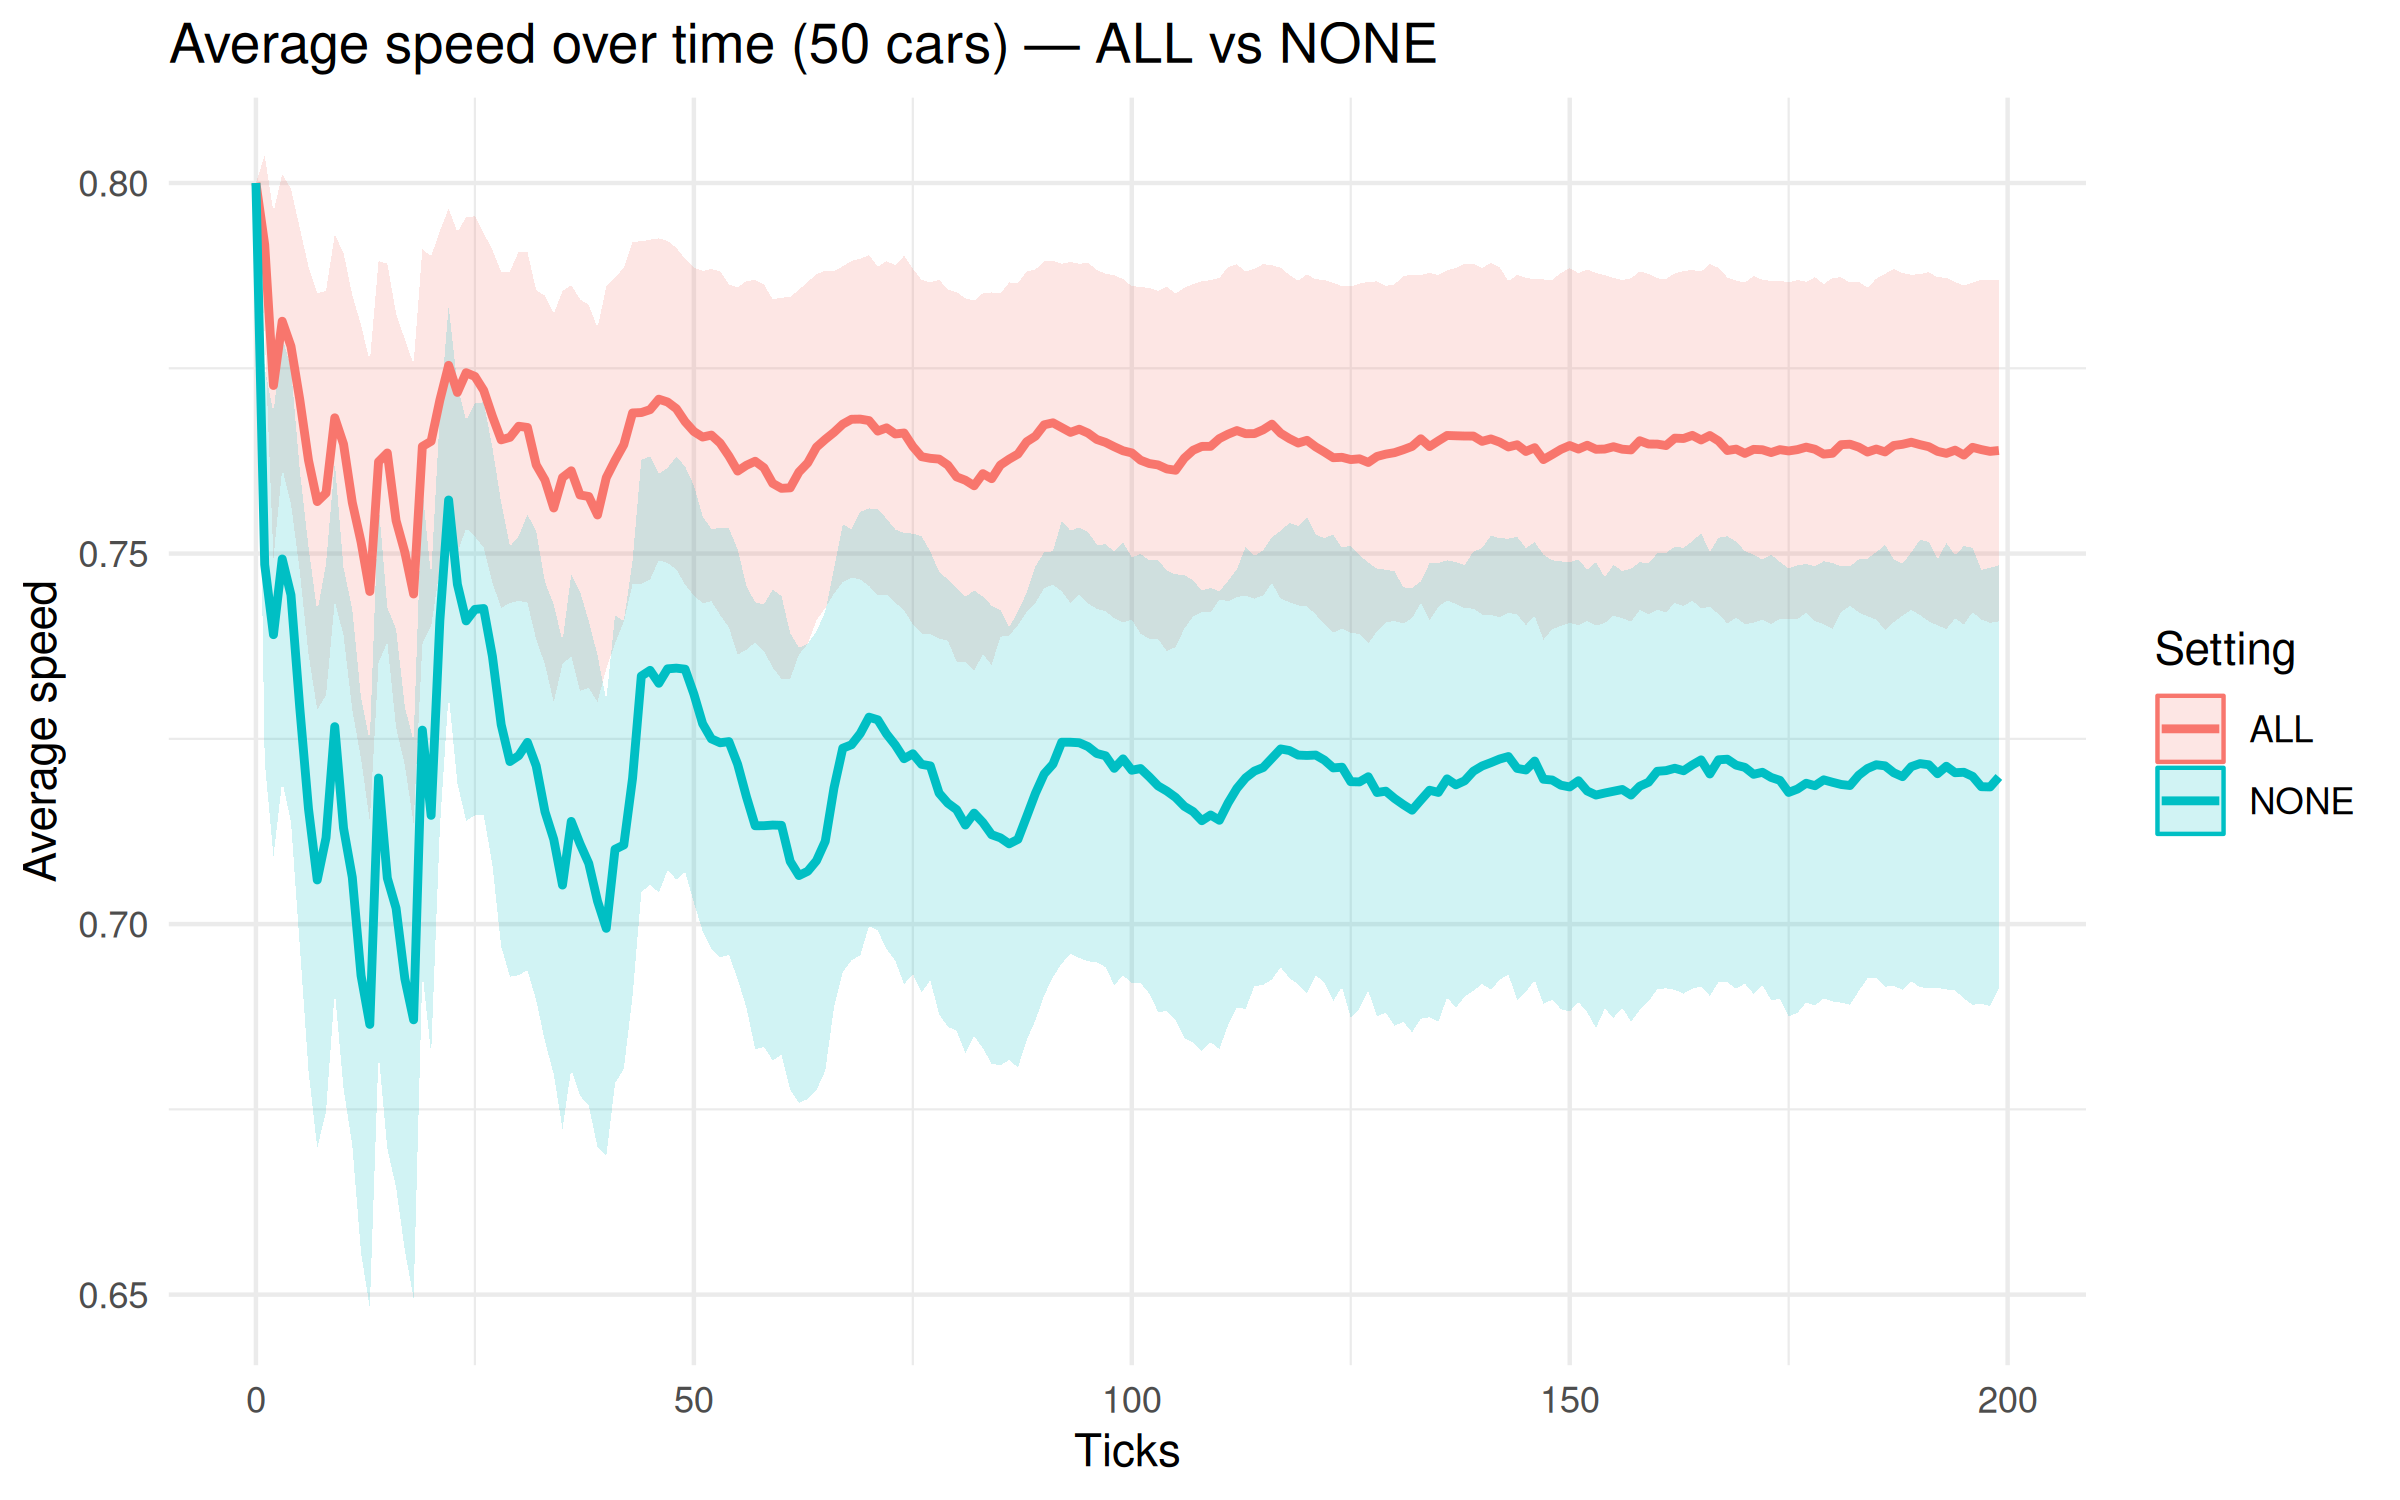 Average speed over time (50 cars) — ALL vs NONE
Average speed
0.80
0.75
0.70
0.65
0
50
100
150
200
Ticks
Setting
ALL
NONE